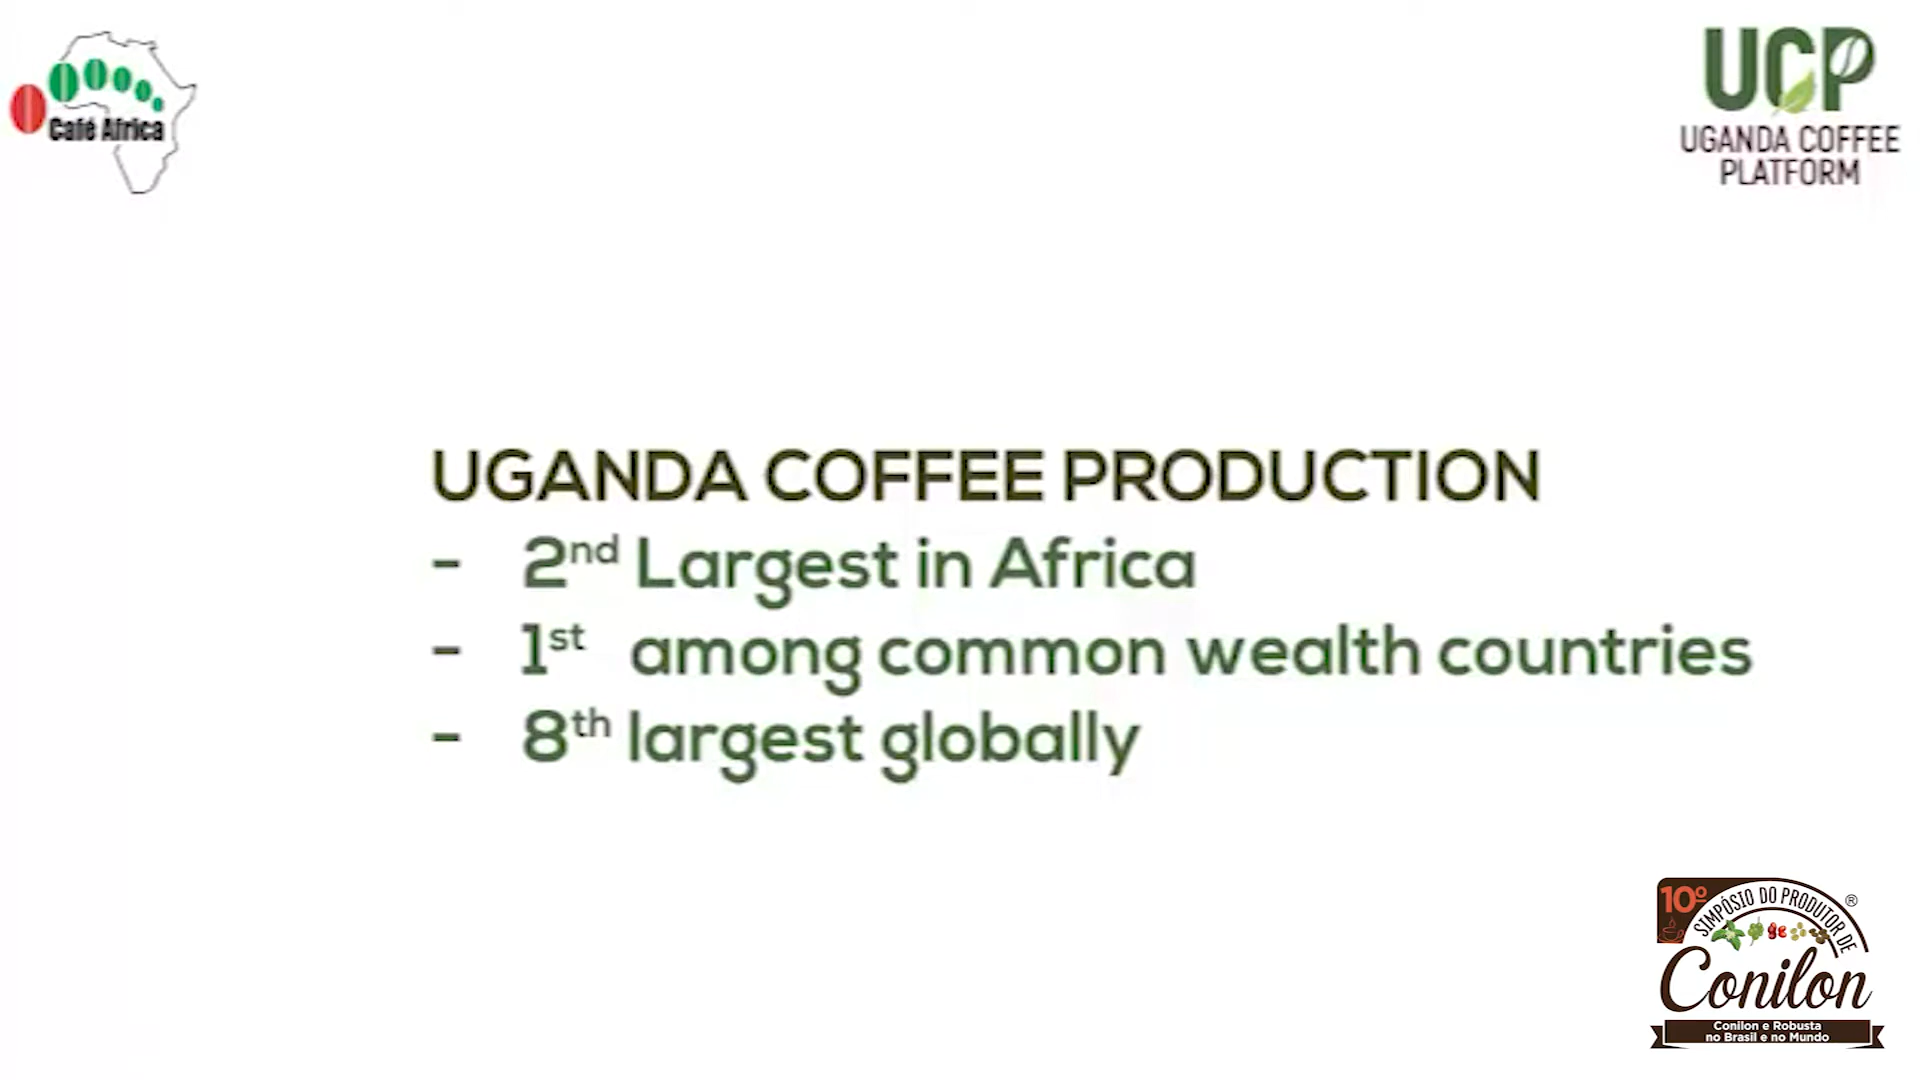 Café Africa
UCP
UGANDA COFFEE
PLATFORM
UGANDA COFFEE PRODUCTION
- 2nd Largest in Africa
- 1st among common wealth countries
- 8th largest globally
10º
SIMPÓSIO DO PRODUTOR DE
®
Conilon
Conilon e Robusta
no Brasil e no Mundo